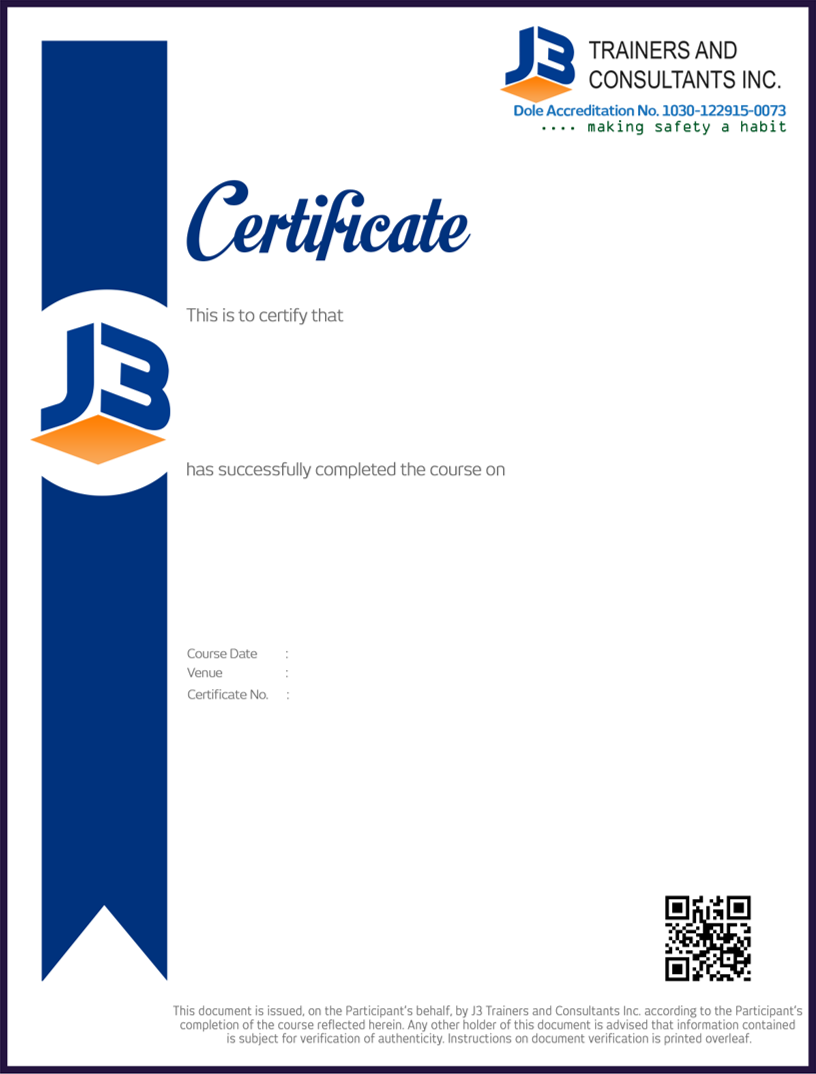 J3 TRAINERS AND
CONSULTANTS INC.
Dole Accreditation No. 1030-122915-0073
.... making safety a habit
Certificate
This is to certify that
J3
has successfully completed the course on
Course Date :
Venue :
Certificate No. :
This document is issued, on the Participant's behalf, by J3 Trainers and Consultants Inc. according to the Participant's
completion of the course reflected herein. Any other holder of this document is advised that information contained
is subject for verification of authenticity. Instructions on document verification is printed overleaf.